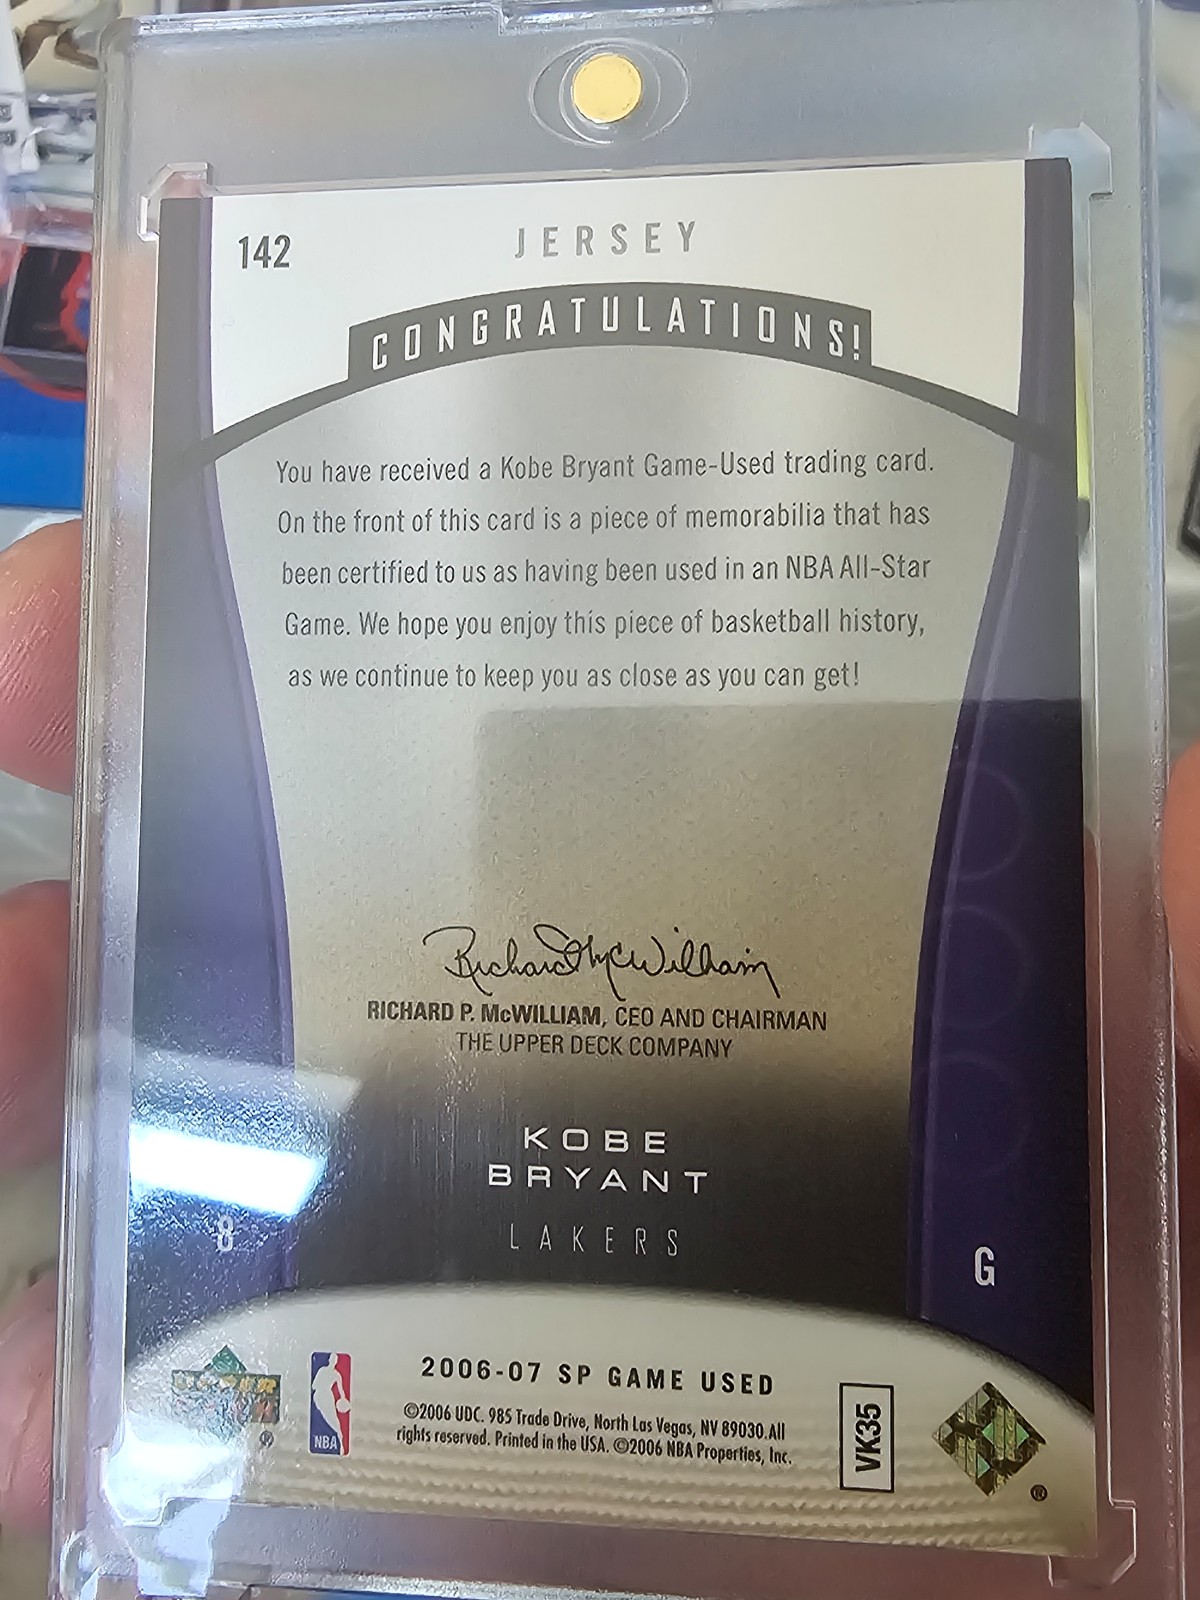 142
JERSEY
CONGRATULATIONS!
You have received a Kobe Bryant Game-Used trading card.
On the front of this card is a piece of memorabilia that has
been certified to us as having been used in an NBA All-Star
Game. We hope you enjoy this piece of basketball history,
as we continue to keep you as close as you can get!
Richard P. McWilliam
RICHARD P. McWILLIAM, CEO AND CHAIRMAN
THE UPPER DECK COMPANY
KOBE
BRYANT
LAKERS
8
G
UPPER
NBA
2006-07 SP GAME USED
©2006 UDC. 985 Trade Drive, North Las Vegas, NV 89030.All
rights reserved. Printed in the USA. ©2006 NBA Properties, Inc.
VK35
®
®